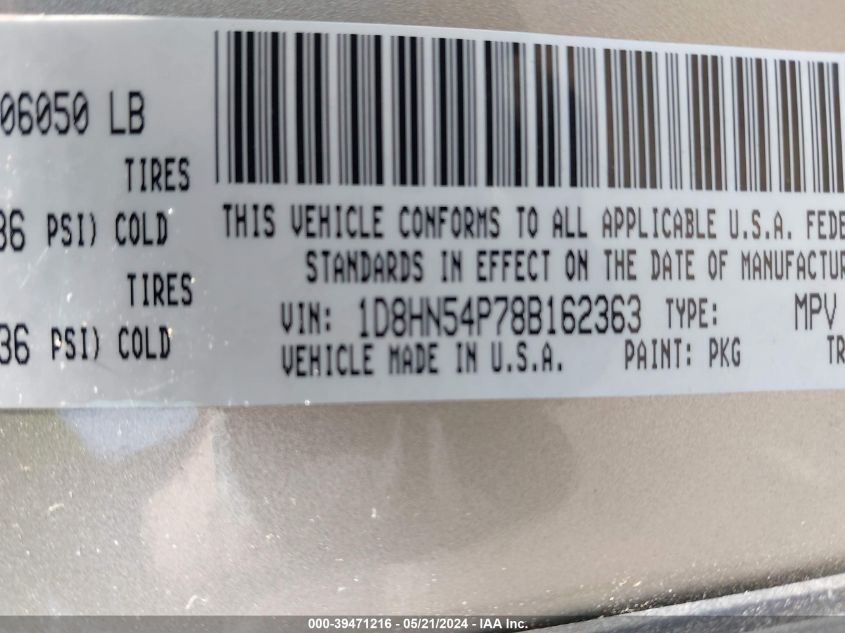 06050 LB
TIRES
36 PSI) COLD
TIRES
36 PSI) COLD
THIS VEHICLE CONFORMS TO ALL APPLICABLE U.S.A. FEDE
STANDARDS IN EFFECT ON THE DATE OF MANUFACTUR
VIN: 1D8HN54P78B162363 TYPE: MPV
VEHICLE MADE IN U.S.A. PAINT: PKG TR
000-39471216 - 05/21/2024 - IAA Inc.